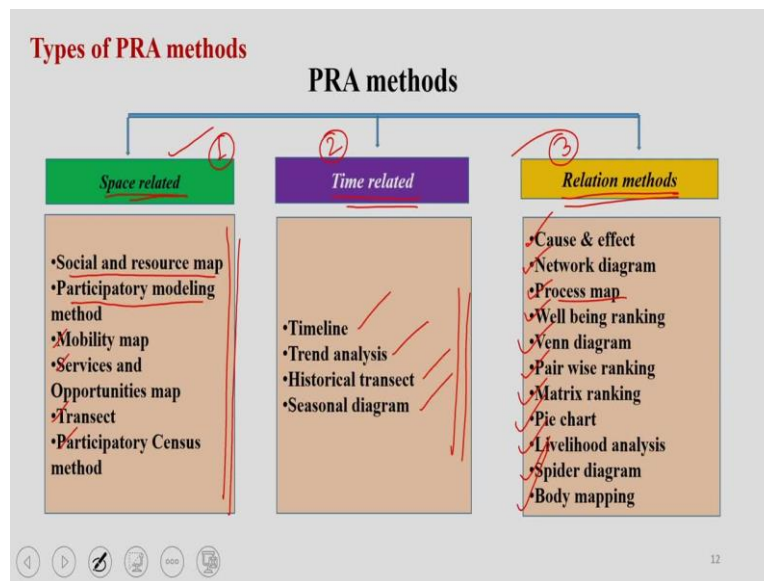 Types of PRA methods
PRA methods
1
2
3
Space related
Time related
Relation methods
•Social and resource map
•Participatory modeling
method
•Mobility map
•Services and
Opportunities map
•Transect
•Participatory Census
method
•Timeline
•Trend analysis
•Historical transect
•Seasonal diagram
•Cause & effect
•Network diagram
•Process map
•Well being ranking
•Venn diagram
•Pair wise ranking
•Matrix ranking
•Pie chart
•Livelihood analysis
•Spider diagram
•Body mapping
12